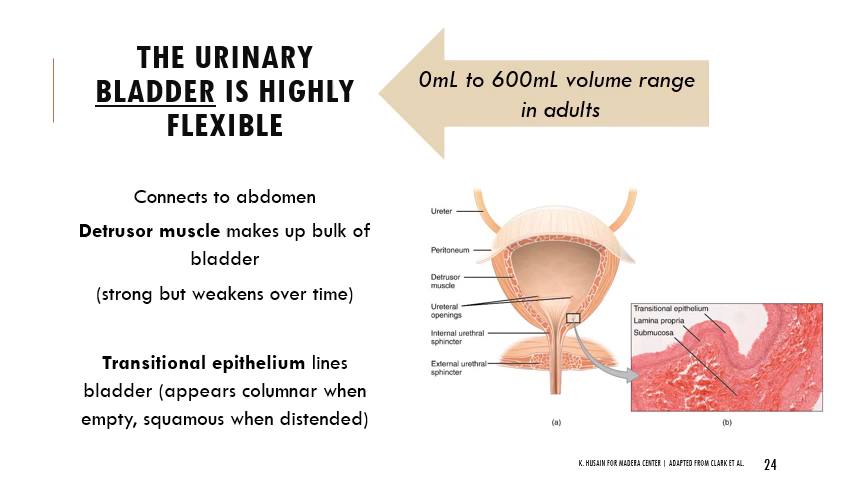 THE URINARY
BLADDER IS HIGHLY
FLEXIBLE
0mL to 600mL volume range
in adults
Connects to abdomen
Detrusor muscle makes up bulk of
bladder
(strong but weakens over time)
Transitional epithelium lines
bladder (appears columnar when
empty, squamous when distended)
Ureter
Peritoneum
Detrusor
muscle
Ureteral
openings
Internal urethral
sphincter
External urethral
sphincter
(a)
Transitional epithelium
Lamina propria
Submucosa
(b)
K. HUSAIN FOR MADERA CENTER | ADAPTED FROM CLARK ET AL.
24